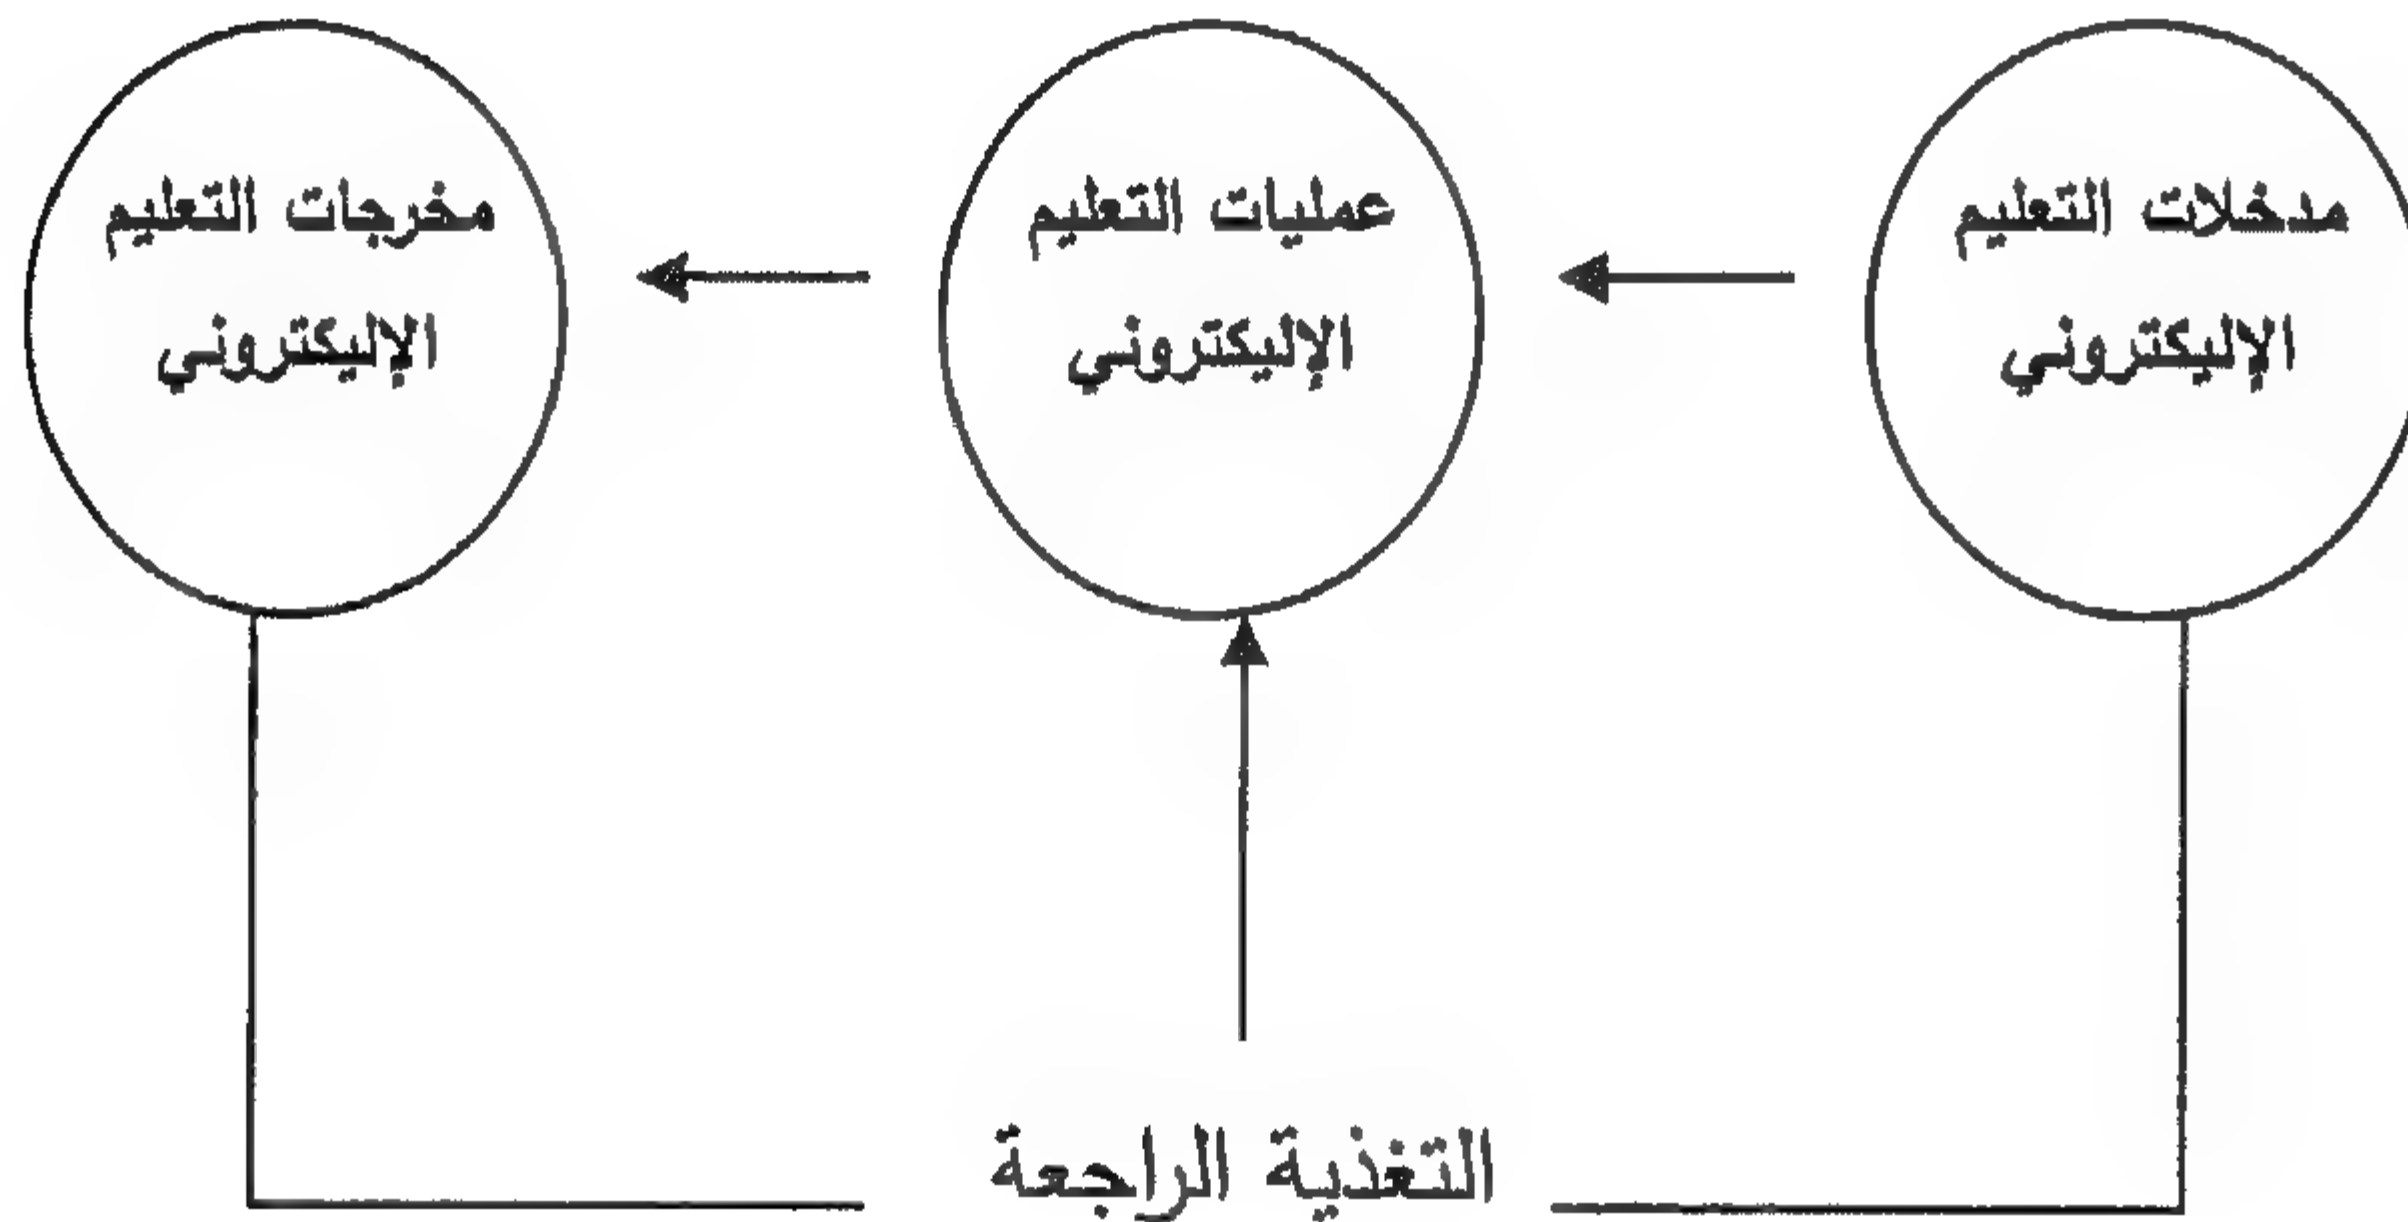 مدخلات التعليم
الإليكتروني
عمليات التعليم
الإليكتروني
مخرجات التعليم
الإليكتروني
التغذية الراجعة